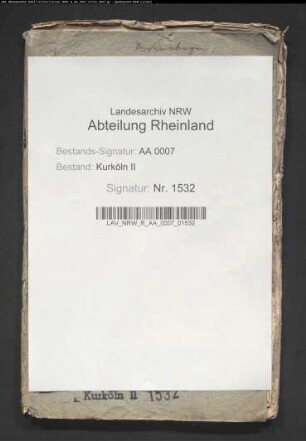 Landesarchiv NRW
Abteilung Rheinland
Bestands-Signatur: AA 0007
Bestand: Kurköln II
Signatur: Nr. 1532
LAV_NRW_R_AA_0007_01532
Kurköln II 1532